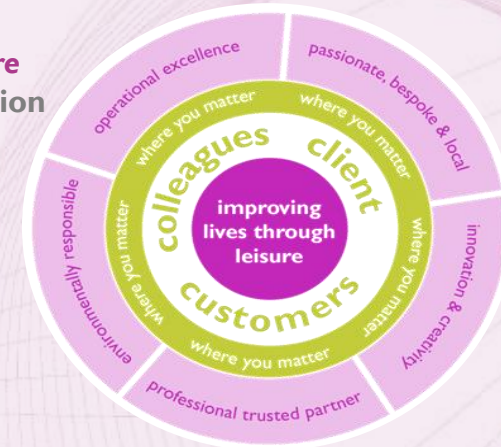 re
ion
operational excellence
passionate, bespoke & local
innovation & creativity
professional trusted partner
environmentally responsible
where you matter
where you matter
where you matter
where you matter
where you matter
colleagues
client
customers
improving
lives through
leisure